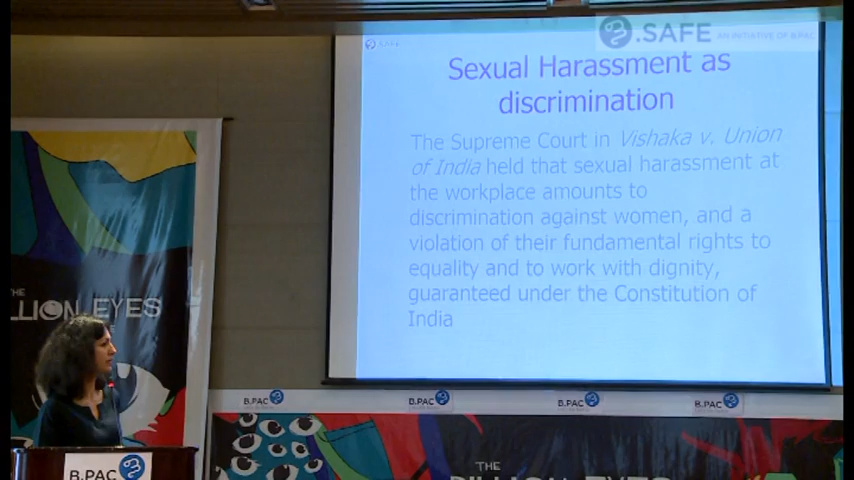 .SAFE AN INITIATIVE OF B.PAC
Sexual Harassment as
discrimination
The Supreme Court in Vishaka v. Union
of India held that sexual harassment at
the workplace amounts to
discrimination against women, and a
violation of their fundamental rights to
equality and to work with dignity,
guaranteed under the Constitution of
India
THE
LLION EYES
B.PAC
B.PAC
B.PAC
B.PAC
B.PAC
THE
BILLION EYES